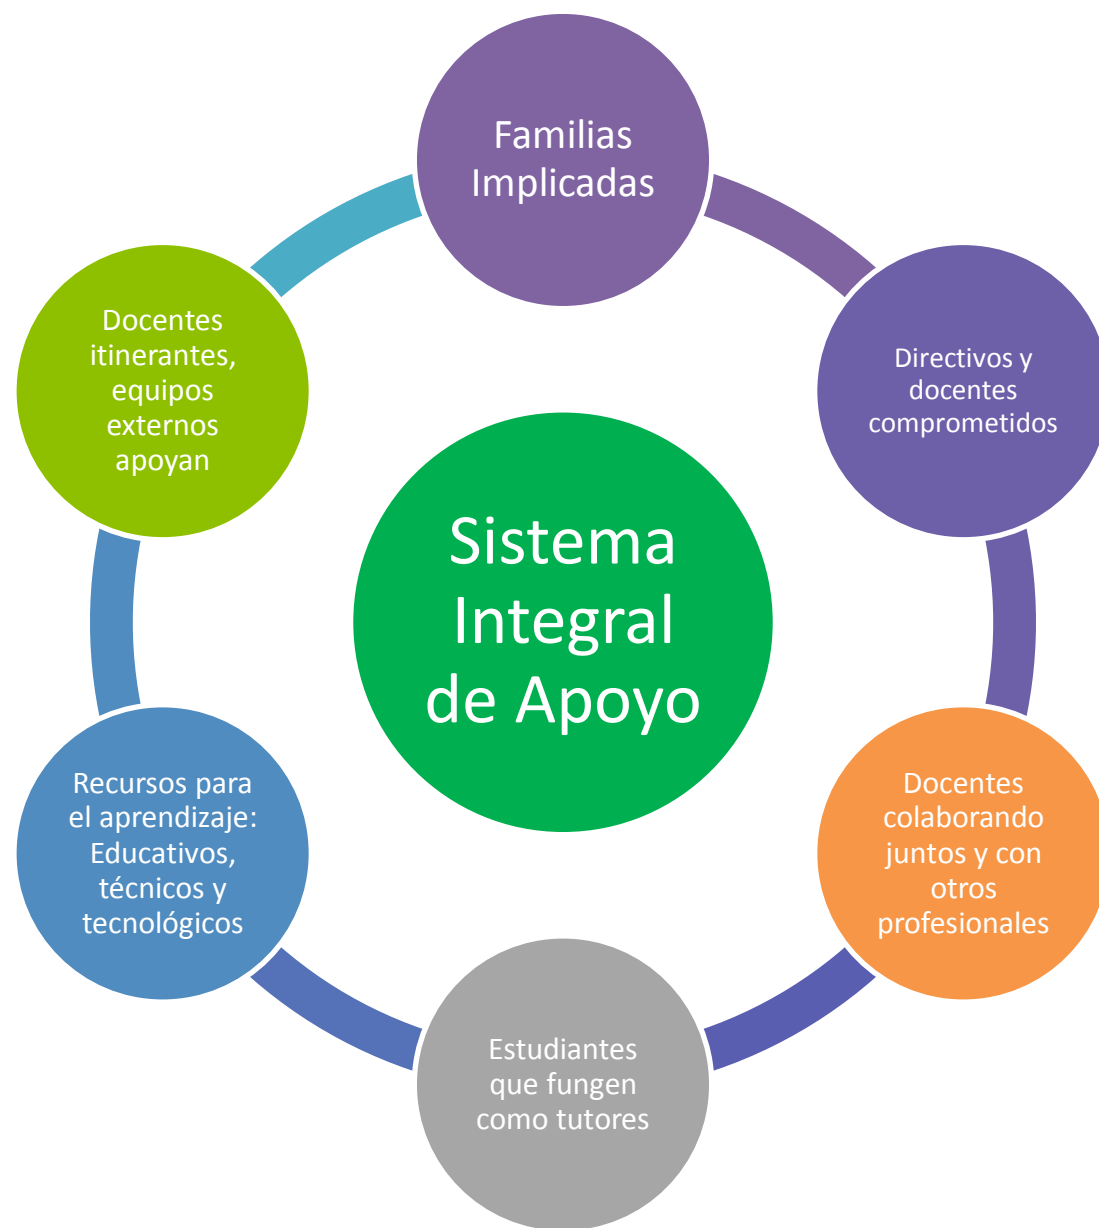 Familias
Implicadas
Directivos y
docentes
comprometidos
Docentes
colaborando
juntos y con
otros
profesionales
Estudiantes
que fungen
como tutores
Recursos para
el aprendizaje:
Educativos,
técnicos y
tecnológicos
Docentes
itinerantes,
equipos
externos
apoyan
Sistema
Integral
de Apoyo